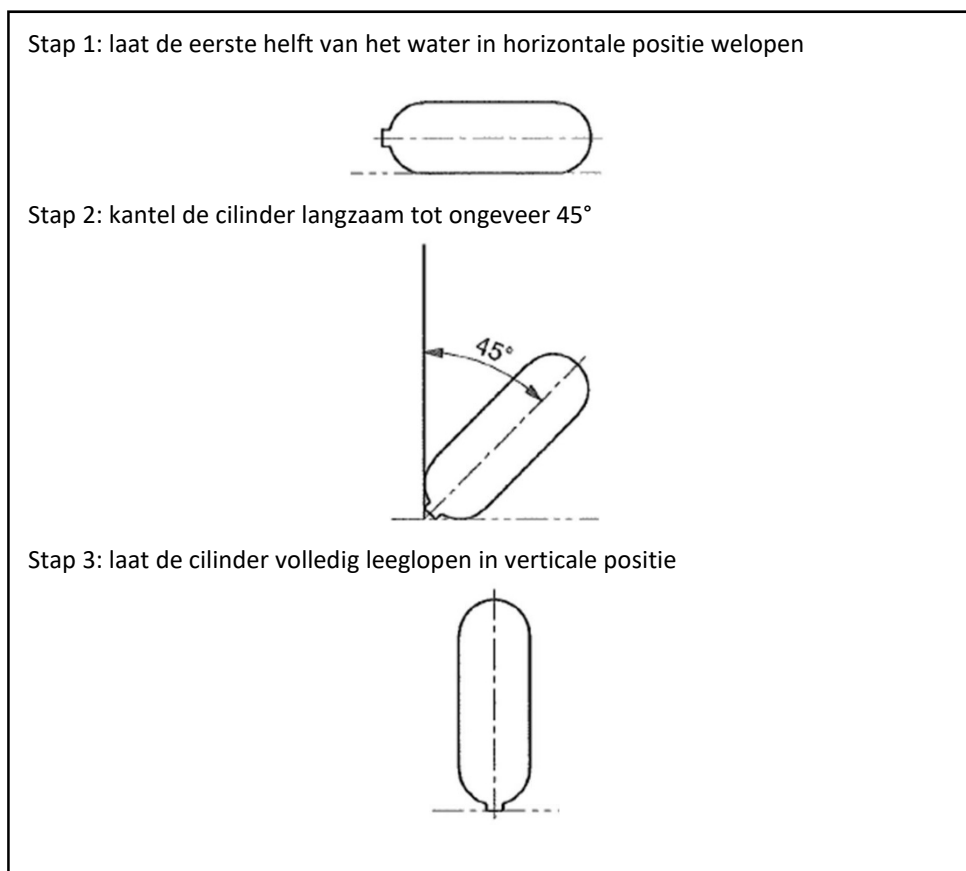 Stap 1: laat de eerste helft van het water in horizontale positie welopen
Stap 2: kantel de cilinder langzaam tot ongeveer 45°
45°
Stap 3: laat de cilinder volledig leeglopen in verticale positie